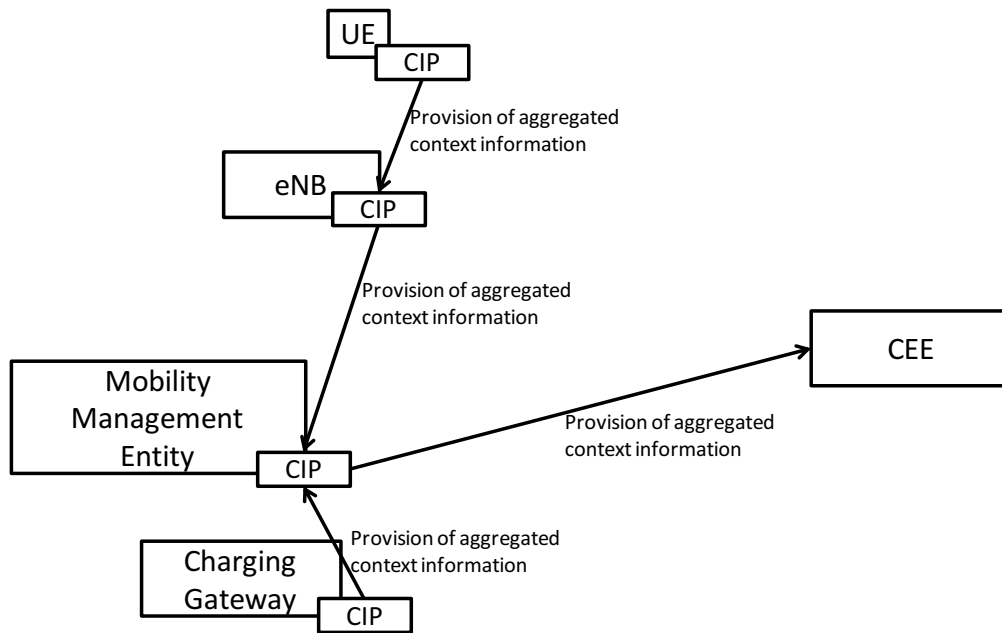 UE
CIP
Provision of aggregated
context information
eNB
CIP
Provision of aggregated
context information
CEE
Mobility
Management
Entity
CIP
Provision of aggregated
context information
Provision of aggregated
context information
Charging
Gateway
CIP